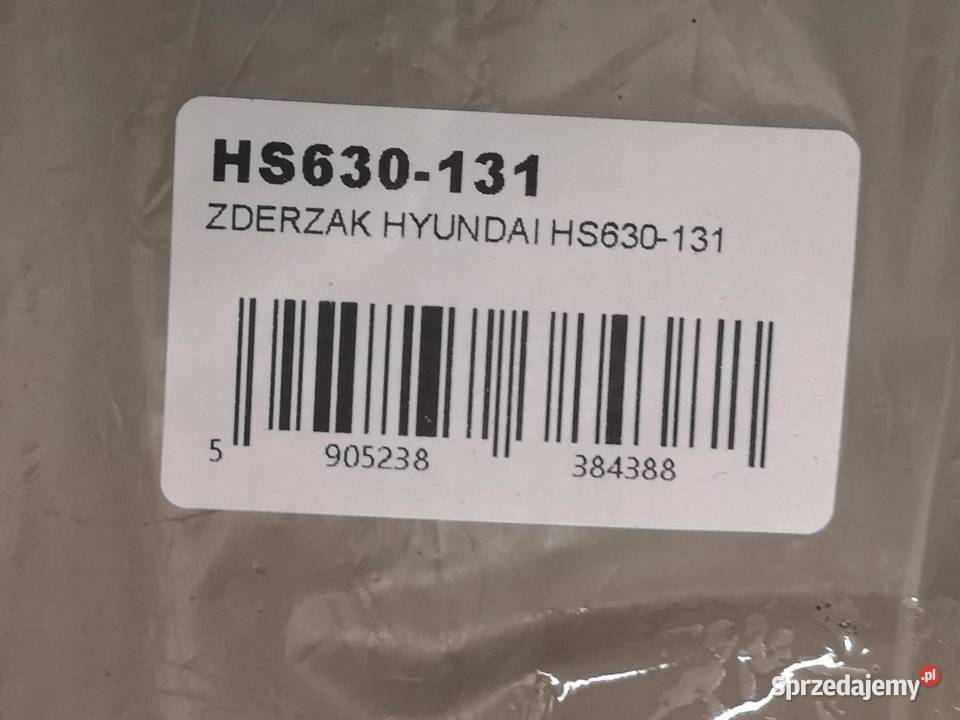 HS630-131
ZDERZAK HYUNDAI HS630-131
5 905238 384388
Sprzedajemy.pl